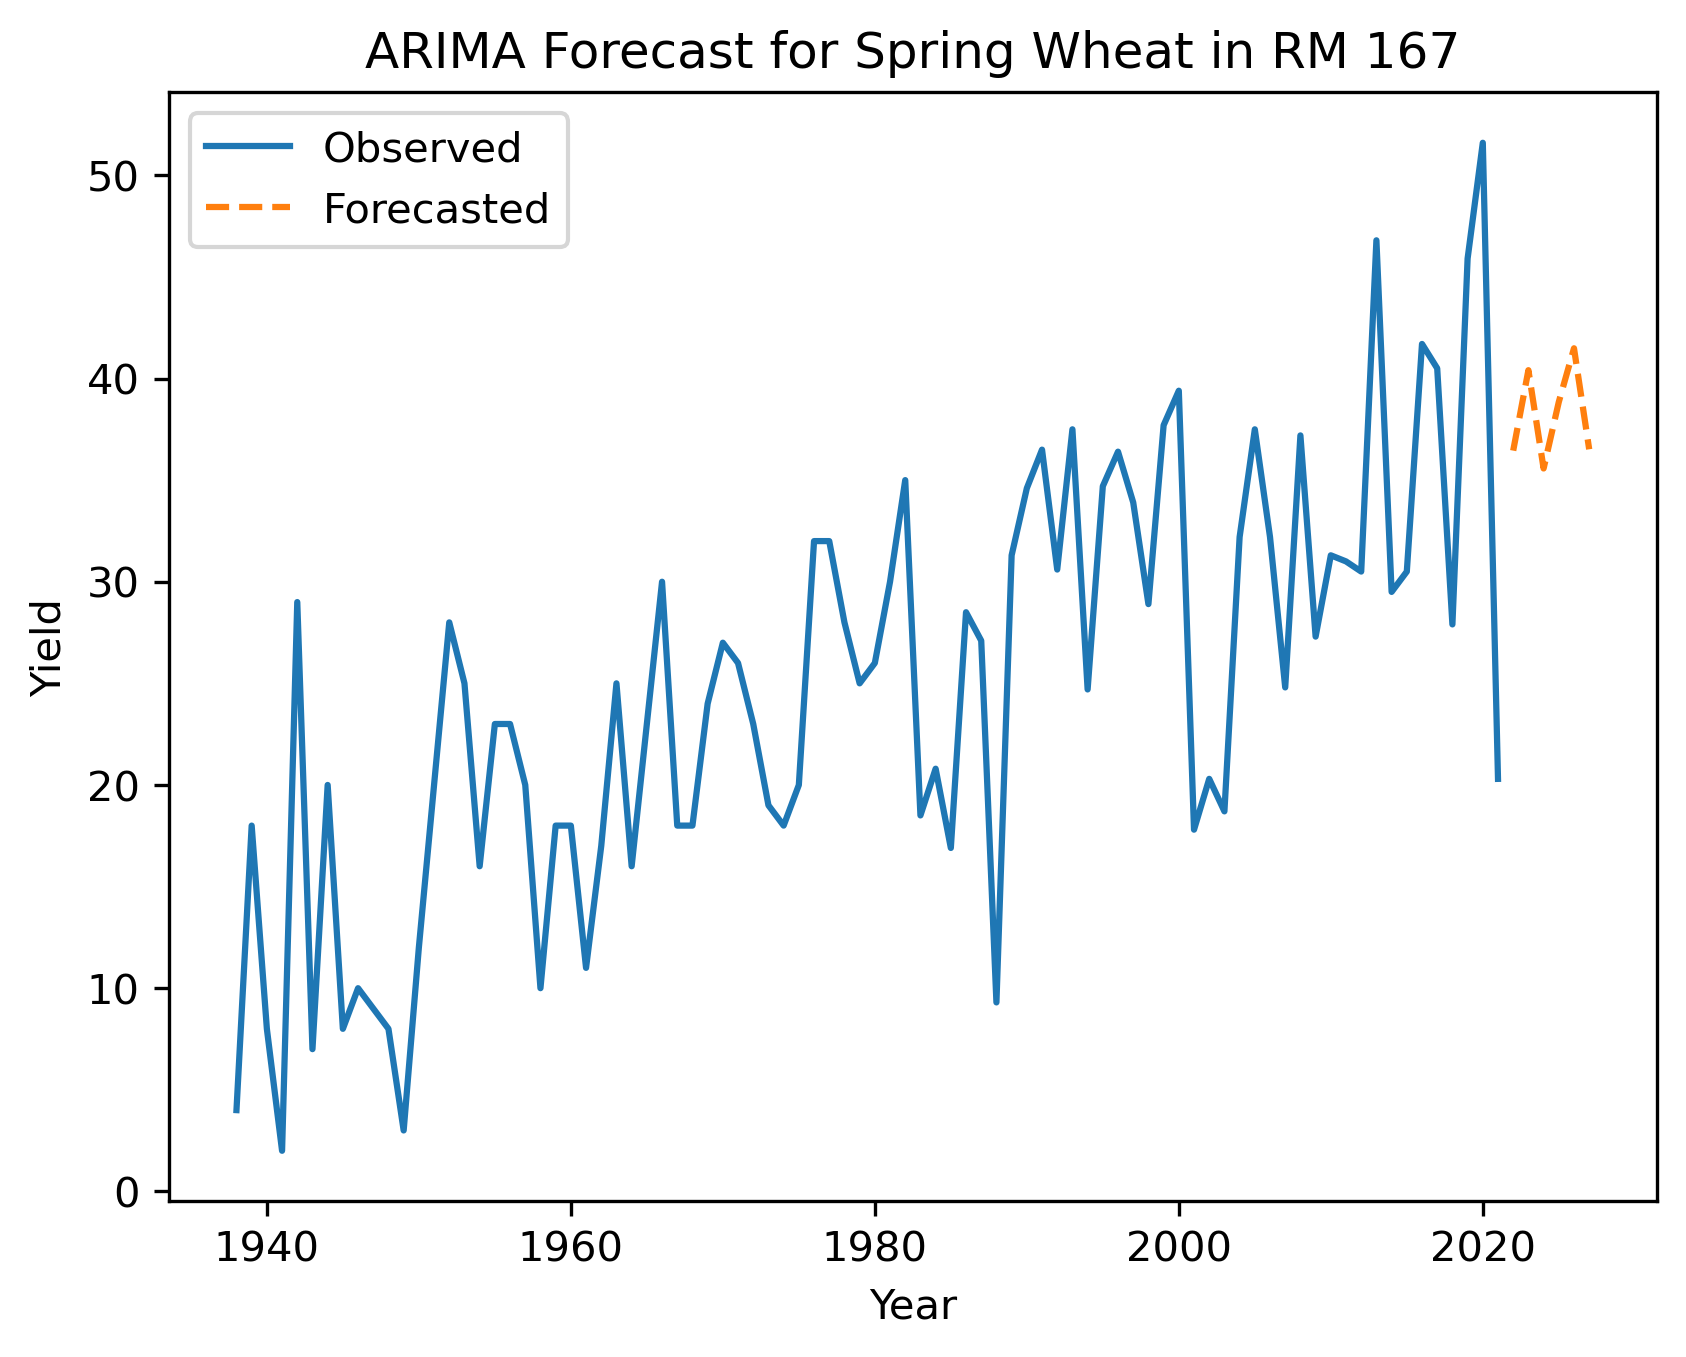 ARIMA Forecast for Spring Wheat in RM 167
Observed
Forecasted
50
40
30
20
10
0
Yield
1940 1960 1980 2000 2020
Year